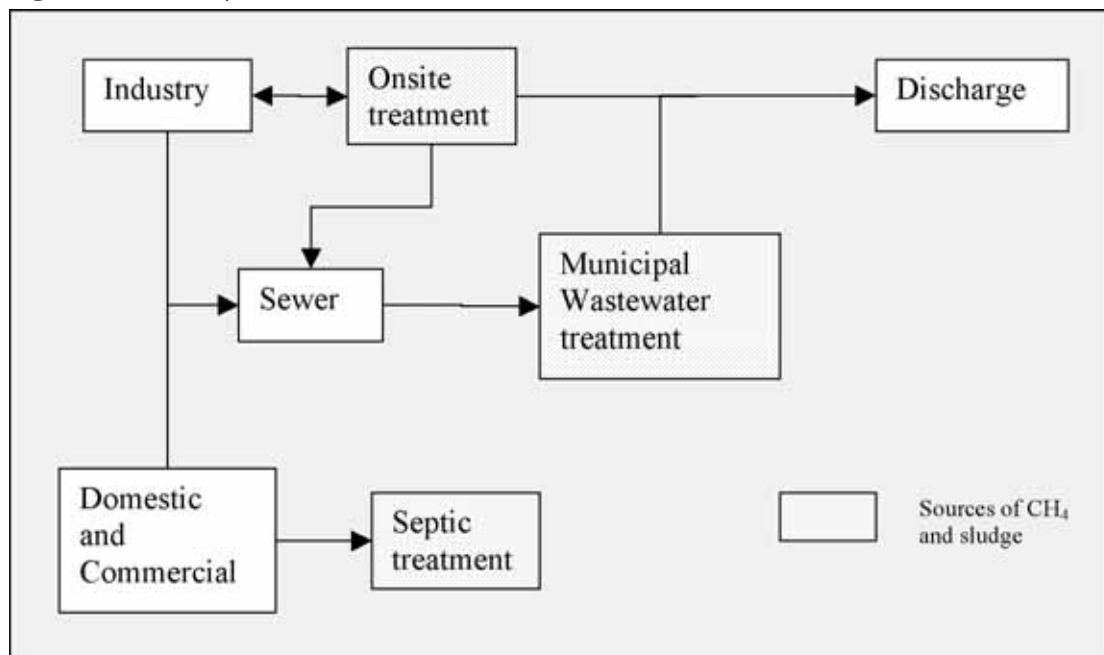 Industry
Onsite
treatment
Discharge
Sewer
Municipal
Wastewater
treatment
Domestic
and
Commercial
Septic
treatment
Sources of CH₄
and sludge